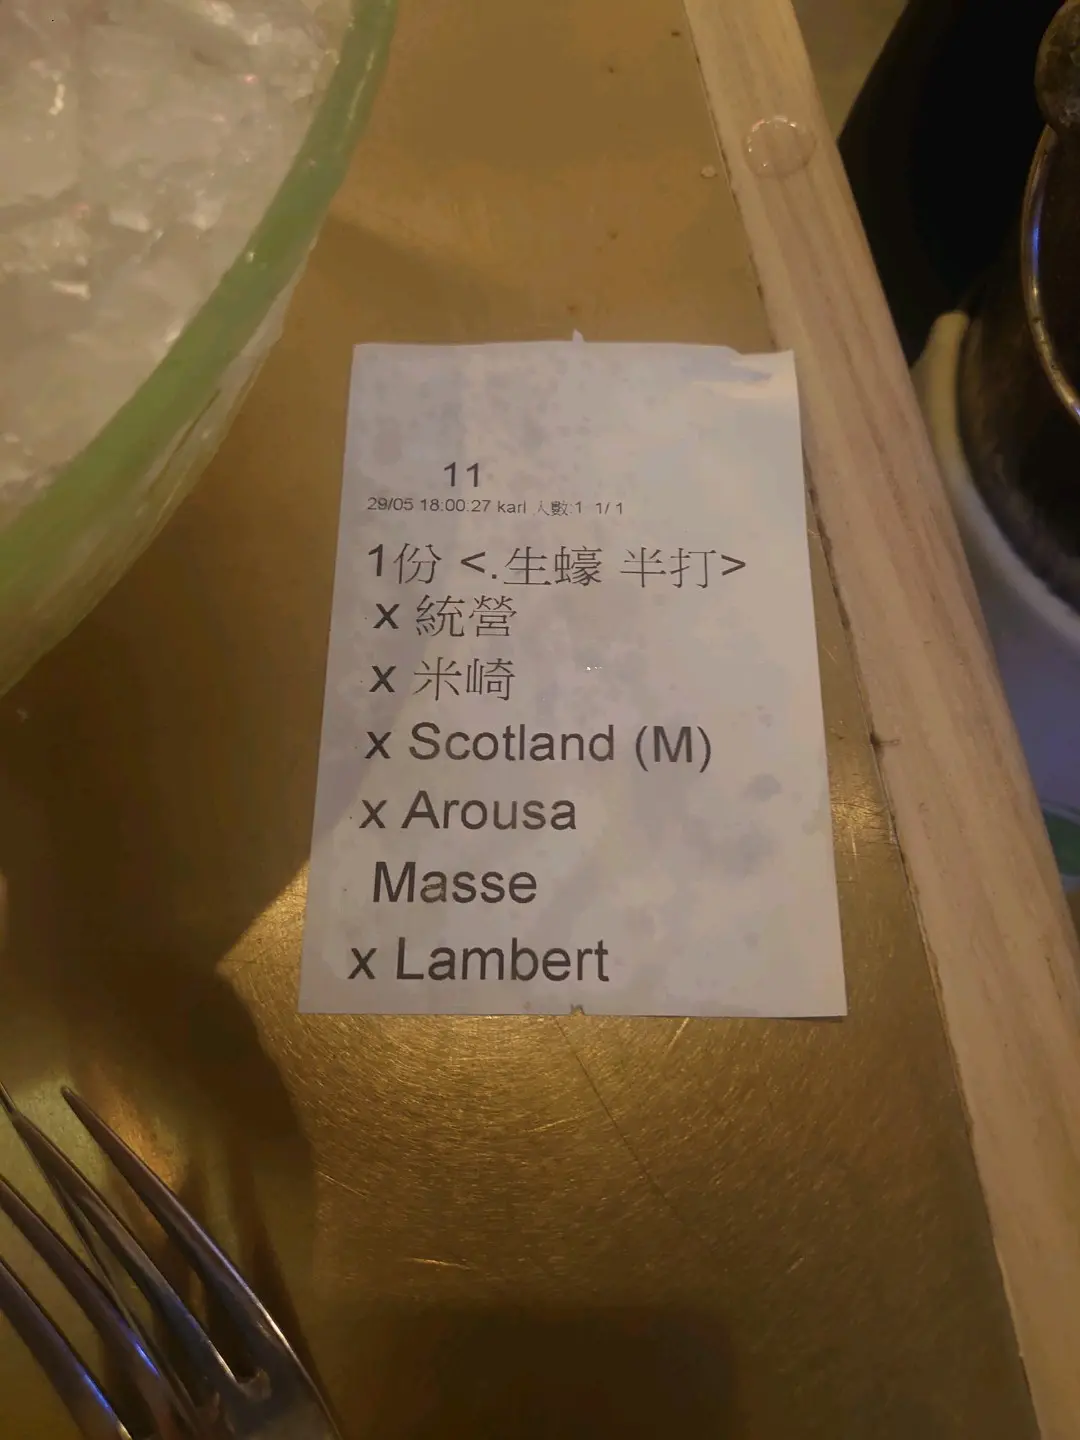 11
29/05 18:00:27 karl 人數:1 1/1
1份 <.生蠔 半打>
x 統營
x 米崎
x Scotland (M)
x Arousa
Masse
x Lambert